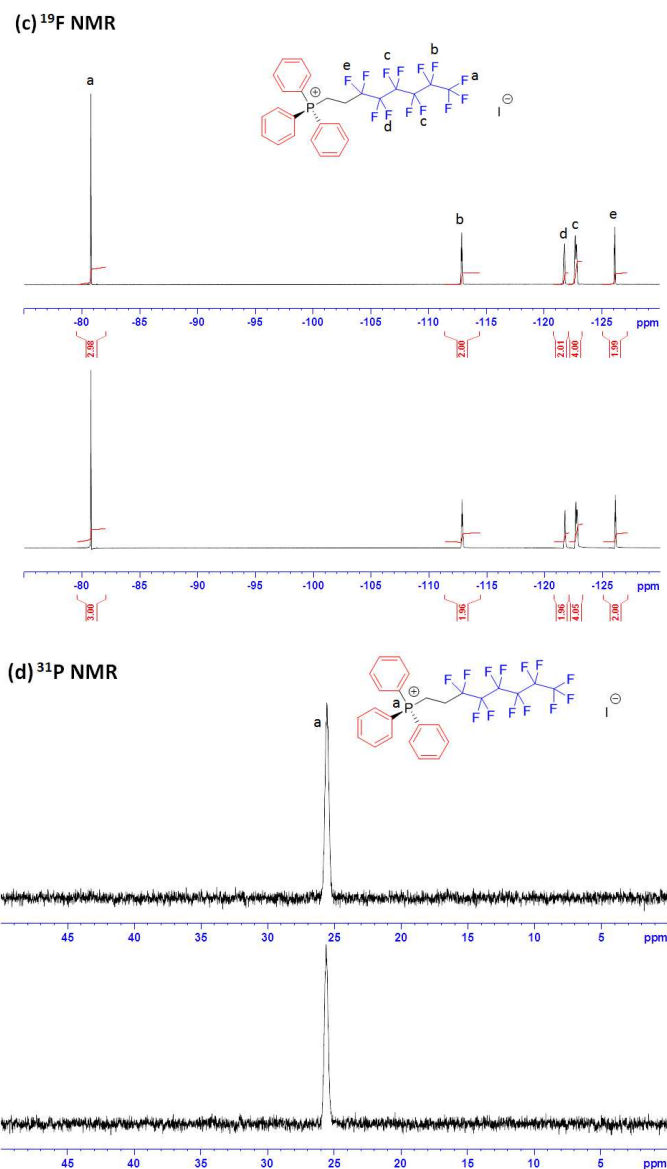 (c) ¹⁹F NMR
a
e
c
b
F F F F F F a
F
F
F
P ⊕
F F F F F
d
c
I ⊖
b
d
c
e
-80 -85 -90 -95 -100 -105 -110 -115 -120 -125 ppm
2.98 2.00 2.01 4.00 1.99
-80 -85 -90 -95 -100 -105 -110 -115 -120 -125 ppm
3.00 1.96 1.96 4.05 2.00
(d) ³¹P NMR
a
a P ⊕
F F F F F F
F
F
F F F F F
I ⊖
45 40 35 30 25 20 15 10 5 ppm
45 40 35 30 25 20 15 10 5 ppm